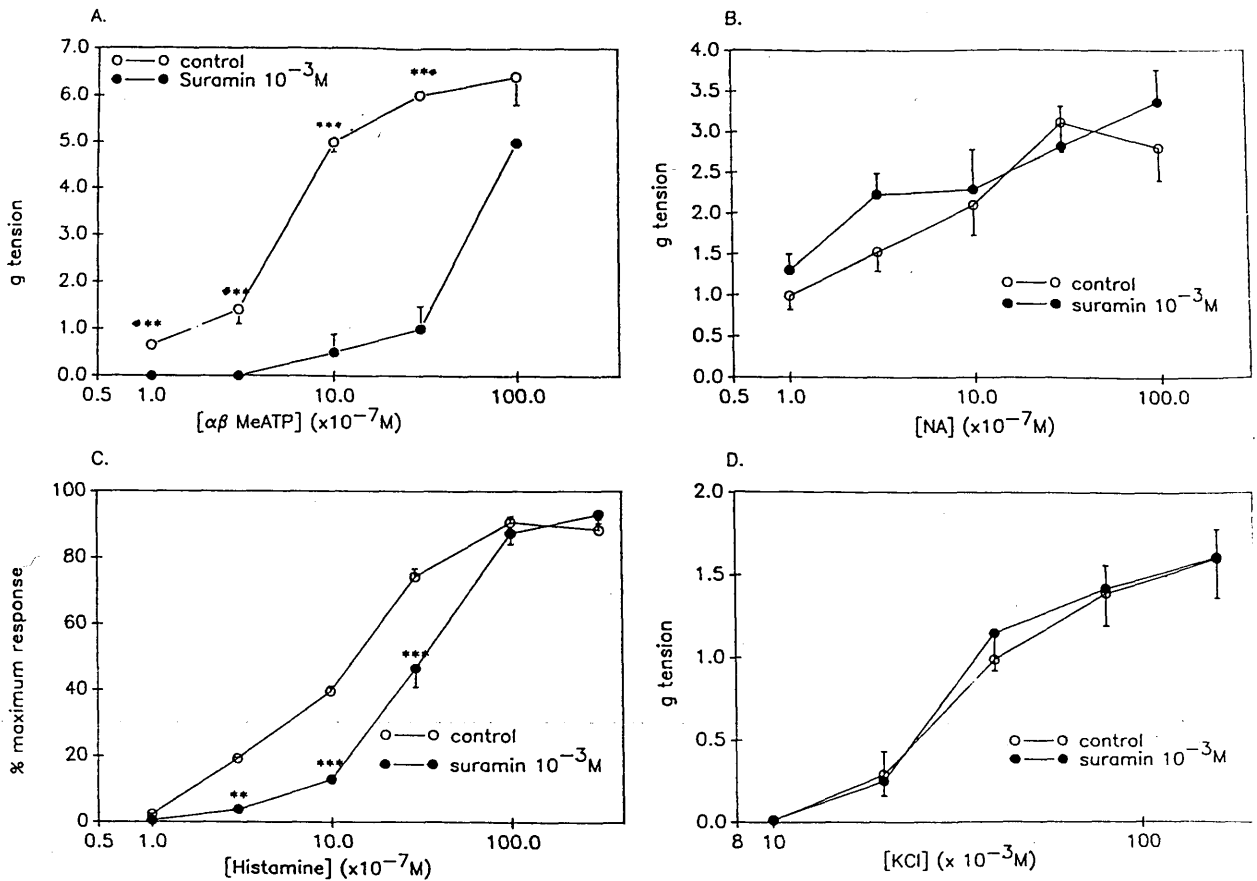 A.
7.0
6.0
5.0
4.0
3.0
2.0
1.0
0.0
g tension
control
Suramin 10⁻³M
***
***
***
***
0.5 1.0 10.0 100.0
[αβ MeATP] (x10⁻⁷M)
B.
4.0
3.5
3.0
2.5
2.0
1.5
1.0
0.5
0.0
g tension
control
suramin 10⁻³M
0.5 1.0 10.0 100.0
[NA] (x10⁻⁷M)
C.
100
80
60
40
20
0
% maximum response
**
***
***
control
suramin 10⁻³M
0.5 1.0 10.0 100.0
[Histamine] (x10⁻⁷M)
D.
2.0
1.5
1.0
0.5
0.0
g tension
control
suramin 10⁻³M
8 10 100
[KCl] (x 10⁻³M)